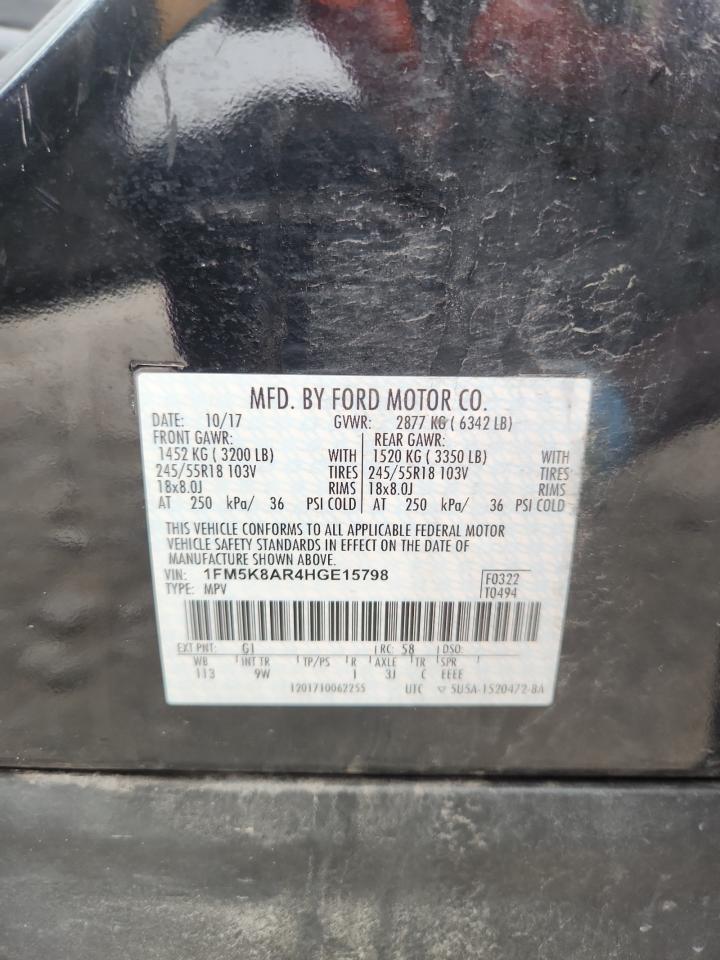 MFD. BY FORD MOTOR CO.
DATE: 10/17 GVWR: 2877 KG ( 6342 LB)
FRONT GAWR: REAR GAWR:
1452 KG ( 3200 LB) WITH 1520 KG ( 3350 LB) WITH
245/55R18 103V TIRES 245/55R18 103V TIRES
18x8.0J RIMS 18x8.0J RIMS
AT 250 kPa/ 36 PSI COLD AT 250 kPa/ 36 PSI COLD
THIS VEHICLE CONFORMS TO ALL APPLICABLE FEDERAL MOTOR
VEHICLE SAFETY STANDARDS IN EFFECT ON THE DATE OF
MANUFACTURE SHOWN ABOVE.
VIN: 1FM5K8AR4HGE15798 F0322
TYPE: MPV T0494
EXT PNT: G1 RC: 58 DSO:
WB INT TR TP/PS R AXLE TR SPR
113 9W I 3J C EEEE
1201710062255 UTC ▽ 5U5A-1520472-BA